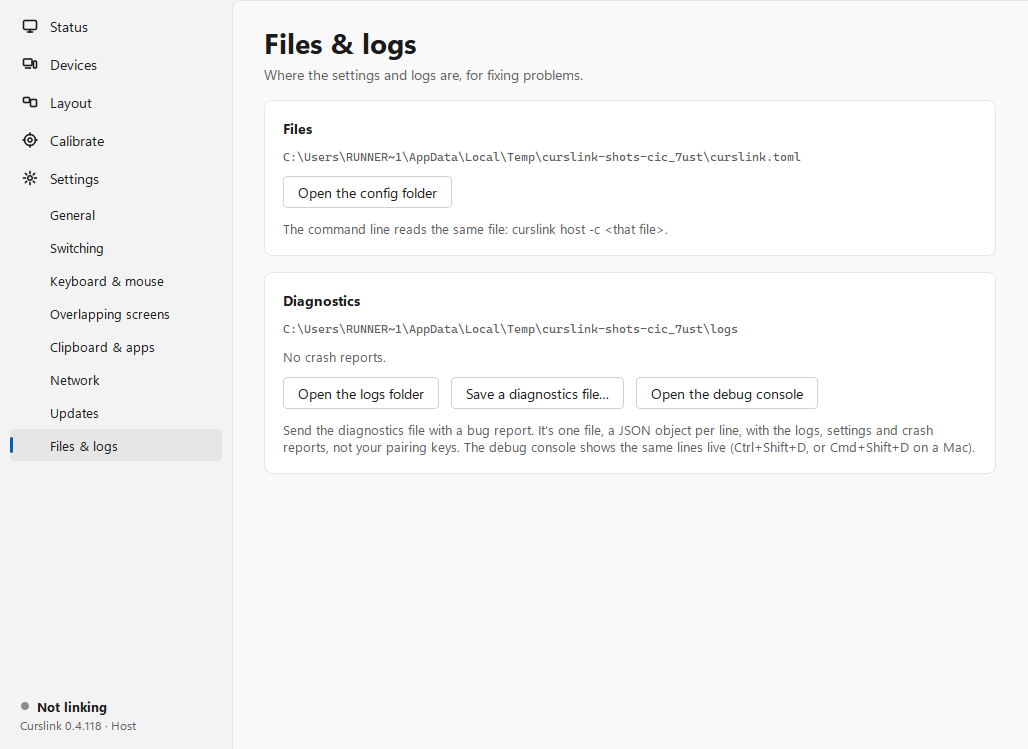 Status
Devices
Layout
Calibrate
Settings
General
Switching
Keyboard & mouse
Overlapping screens
Clipboard & apps
Network
Updates
Files & logs
Not linking
Curslink 0.4.118 · Host
Files & logs
Where the settings and logs are, for fixing problems.
Files
C:\Users\RUNNER~1\AppData\Local\Temp\curslink-shots-cic_7ust\curslink.toml
Open the config folder
The command line reads the same file: curslink host -c <that file>.
Diagnostics
C:\Users\RUNNER~1\AppData\Local\Temp\curslink-shots-cic_7ust\logs
No crash reports.
Open the logs folder
Save a diagnostics file...
Open the debug console
Send the diagnostics file with a bug report. It's one file, a JSON object per line, with the logs, settings and crash
reports, not your pairing keys. The debug console shows the same lines live (Ctrl+Shift+D, or Cmd+Shift+D on a Mac).